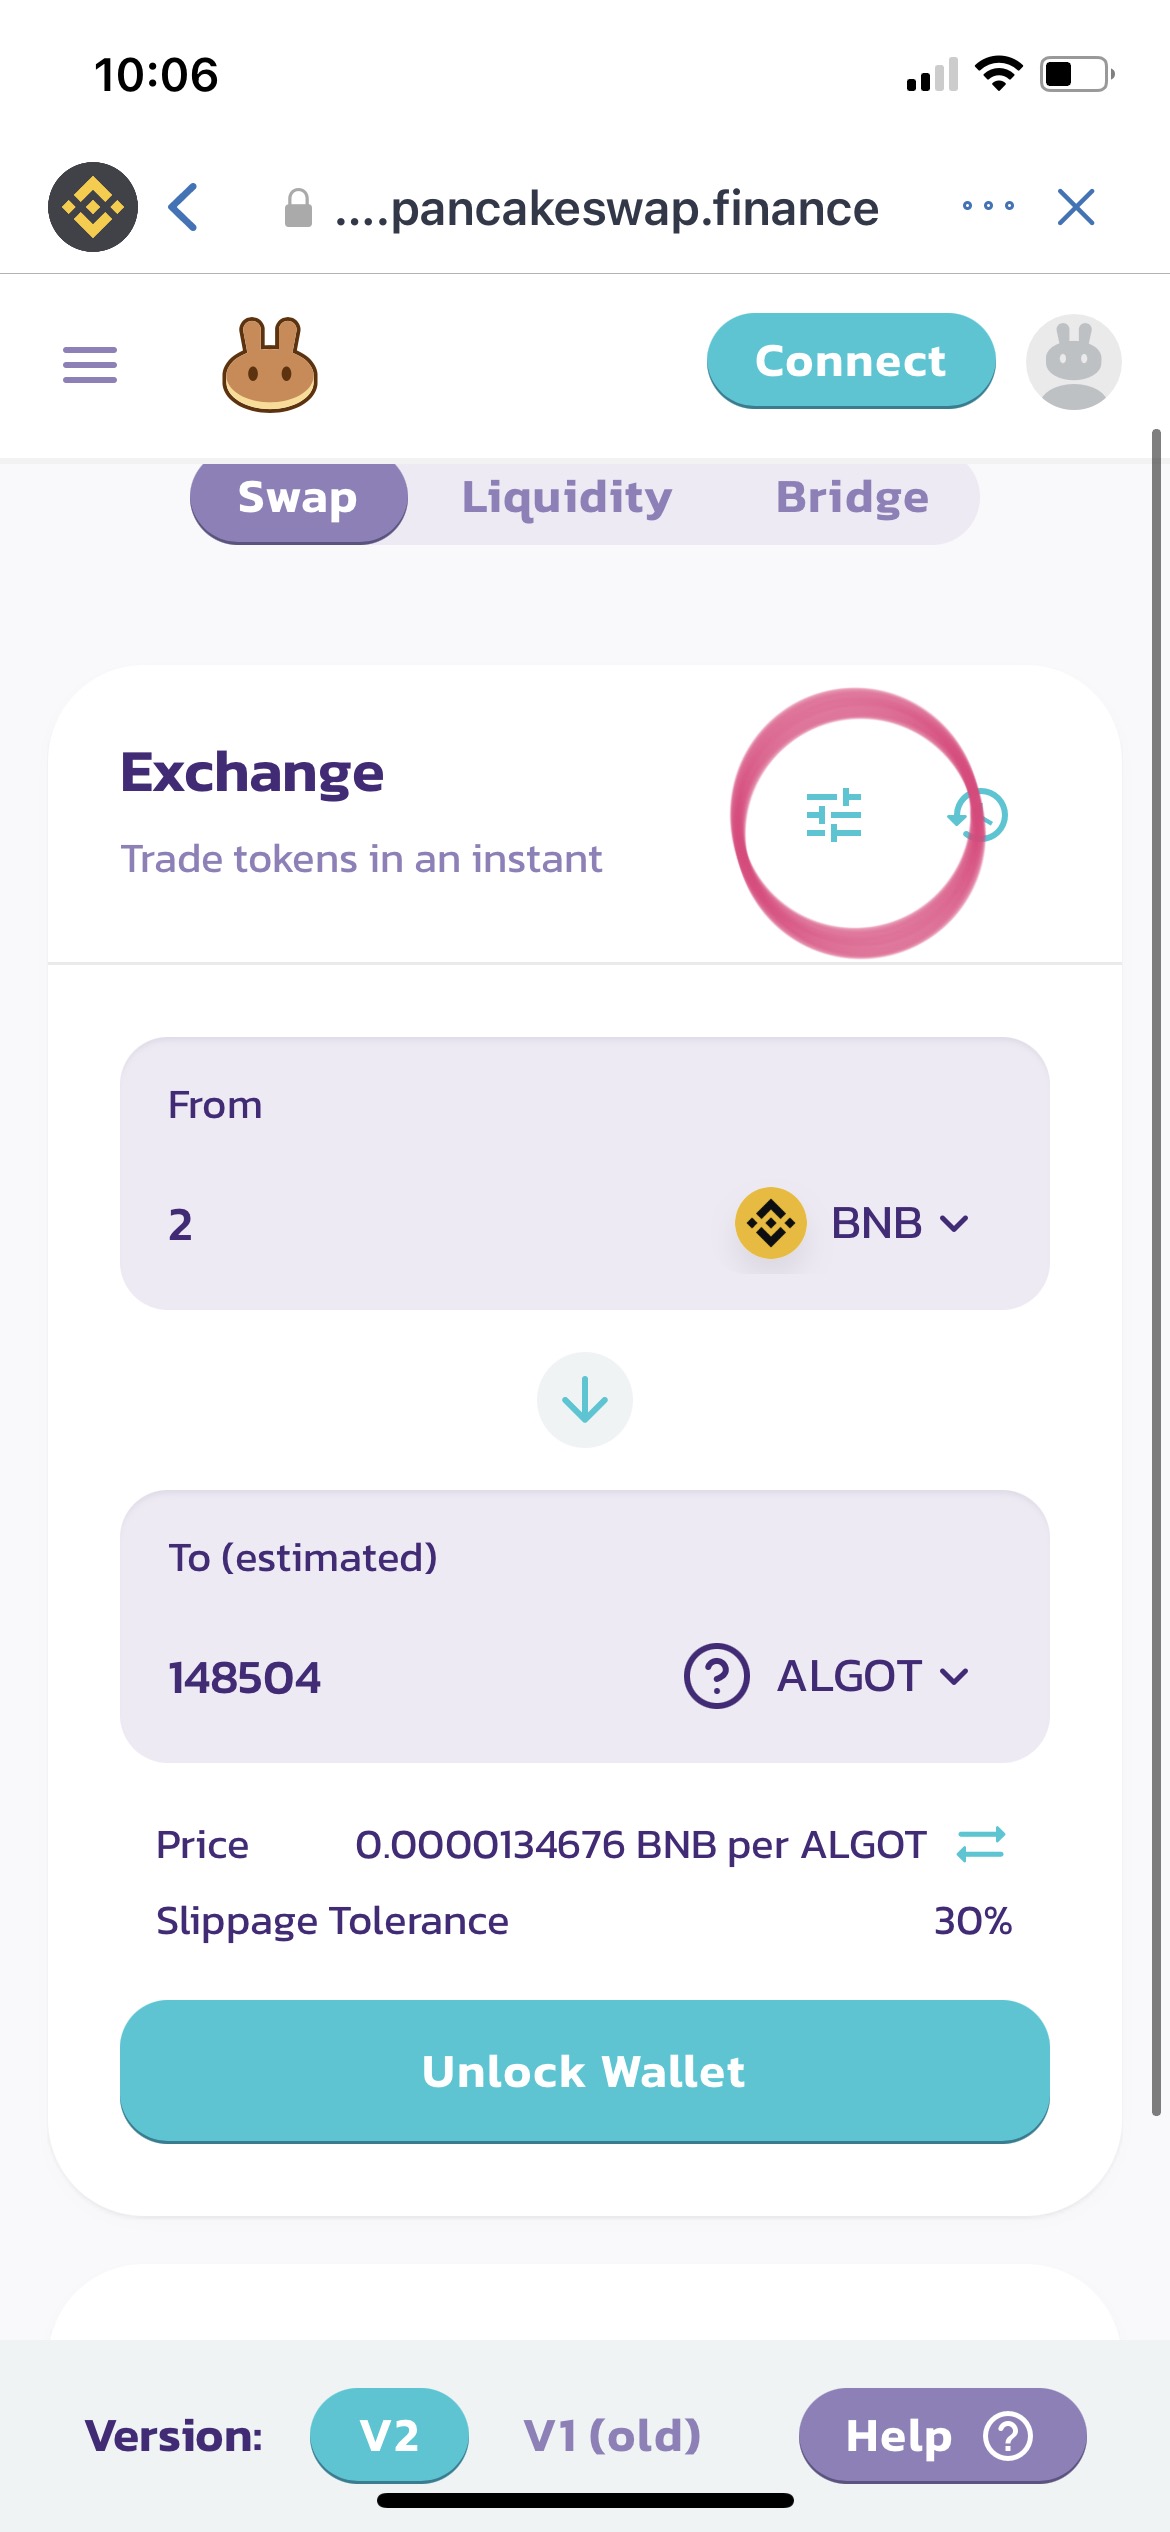 10:06
....pancakeswap.finance
Connect
Swap Liquidity Bridge
Exchange
Trade tokens in an instant
From
2 BNB
To (estimated)
148504 ? ALGOT
Price 0.0000134676 BNB per ALGOT
Slippage Tolerance 30%
Unlock Wallet
Version: V2 V1 (old) Help ?